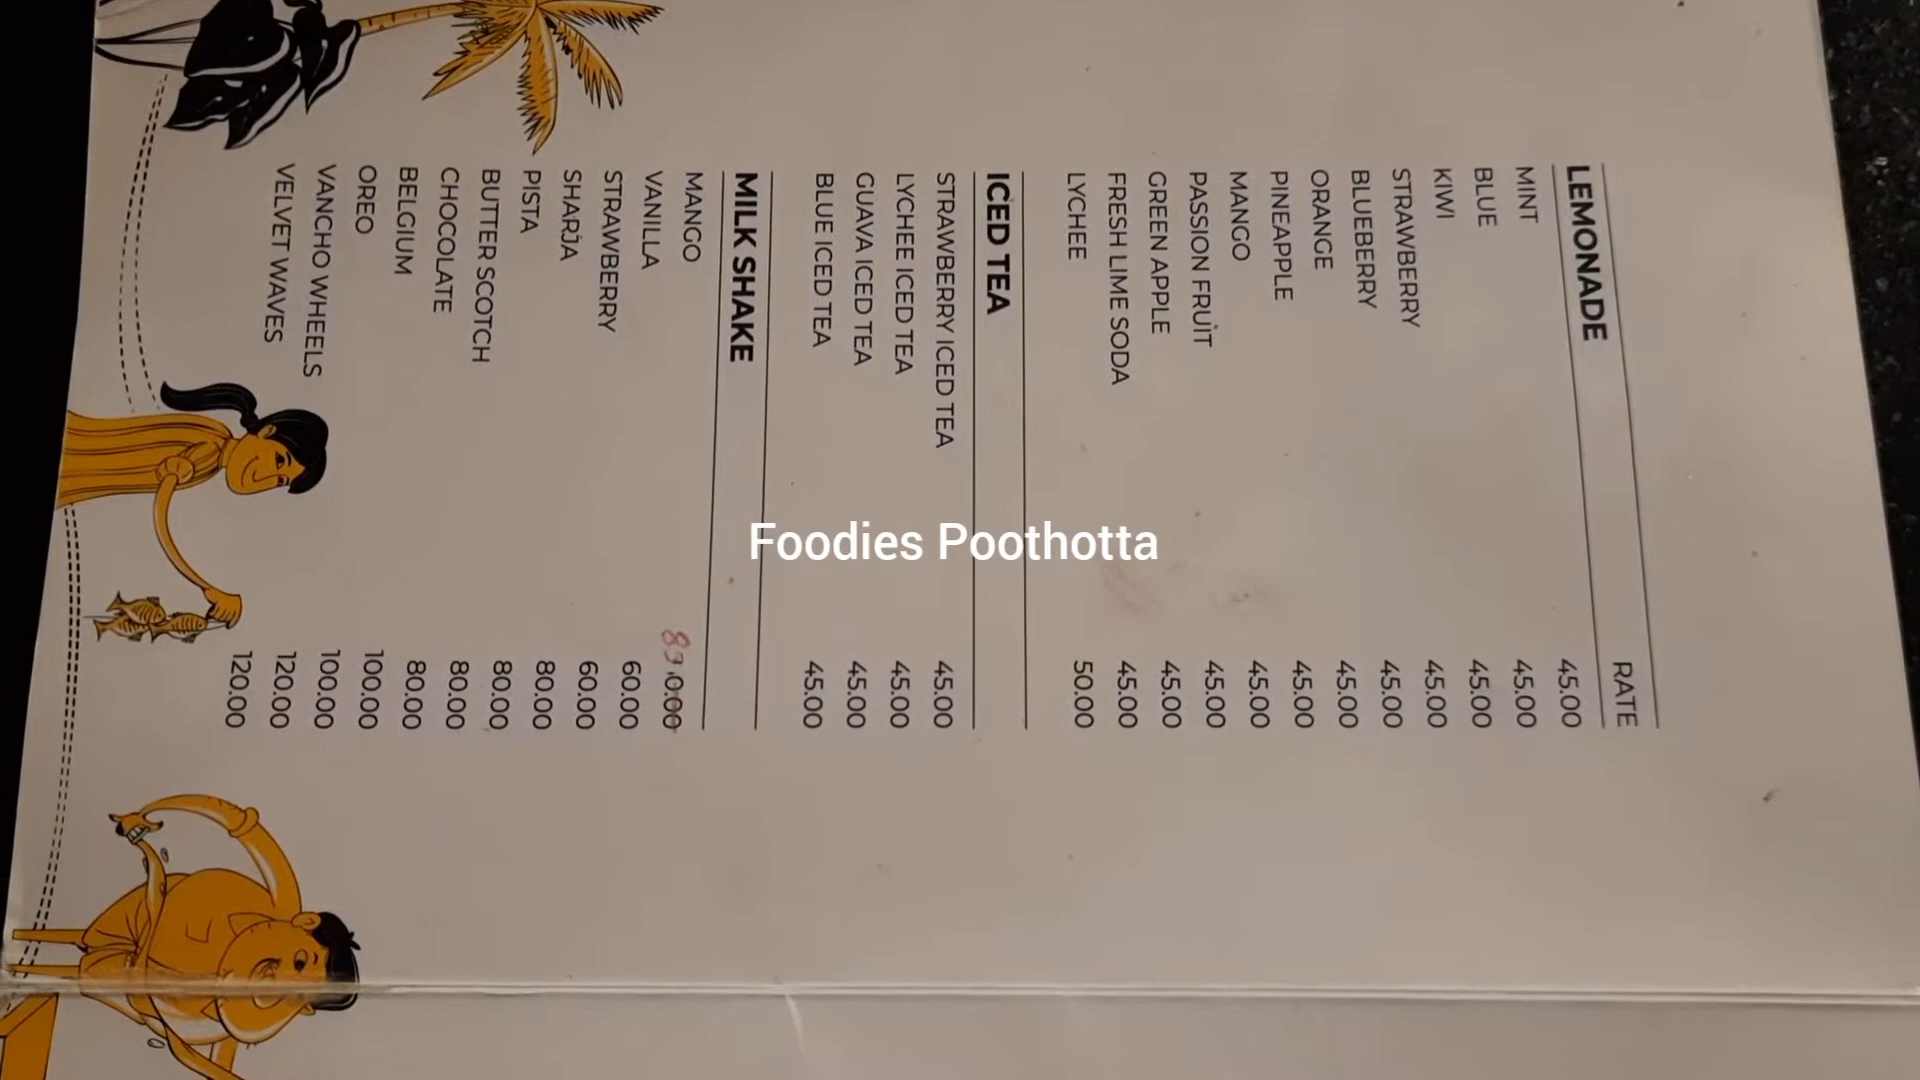 LEMONADE RATE
MINT 45.00
BLUE 45.00
KIWI 45.00
STRAWBERRY 45.00
BLUEBERRY 45.00
ORANGE 45.00
PINEAPPLE 45.00
MANGO 45.00
PASSION FRUIT 45.00
GREEN APPLE 45.00
FRESH LIME SODA 45.00
LYCHEE 50.00
ICED TEA
STRAWBERRY ICED TEA 45.00
LYCHEE ICED TEA 45.00
GUAVA ICED TEA 45.00
BLUE ICED TEA 45.00
MILK SHAKE
MANGO
VANILLA 60.00
STRAWBERRY 60.00
SHARJA 80.00
PISTA 80.00
BUTTER SCOTCH 80.00
CHOCOLATE 80.00
BELGIUM 100.00
OREO 100.00
VANCHO WHEELS 120.00
VELVET WAVES 120.00
Foodies Poothotta